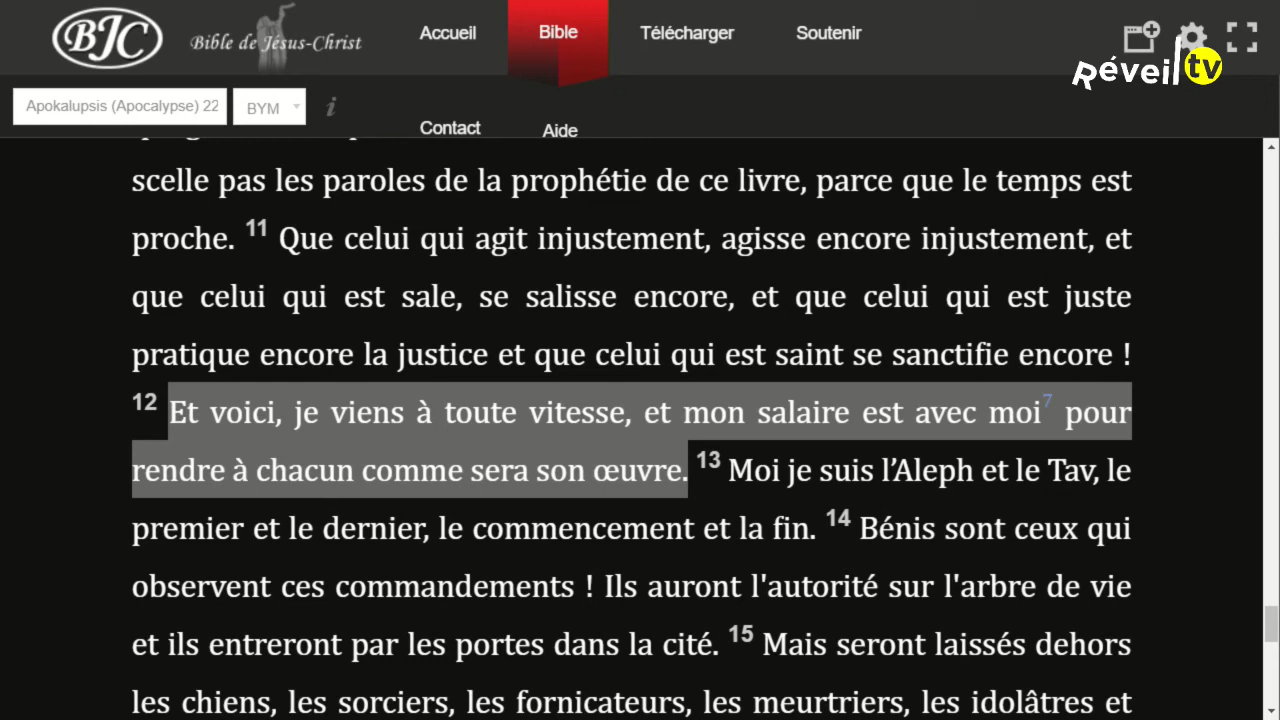 BJC
Bible de Jésus-Christ
Accueil
Bible
Télécharger
Soutenir
Réveil tv
Apokalupsis (Apocalypse) 22
BYM
i
Contact
Aide
scelle pas les paroles de la prophétie de ce livre, parce que le temps est
proche. 11 Que celui qui agit injustement, agisse encore injustement, et
que celui qui est sale, se salisse encore, et que celui qui est juste
pratique encore la justice et que celui qui est saint se sanctifie encore !
12 Et voici, je viens à toute vitesse, et mon salaire est avec moi7 pour
rendre à chacun comme sera son œuvre. 13 Moi je suis l’Aleph et le Tav, le
premier et le dernier, le commencement et la fin. 14 Bénis sont ceux qui
observent ces commandements ! Ils auront l'autorité sur l'arbre de vie
et ils entreront par les portes dans la cité. 15 Mais seront laissés dehors
les chiens, les sorciers, les fornicateurs, les meurtriers, les idolâtres et